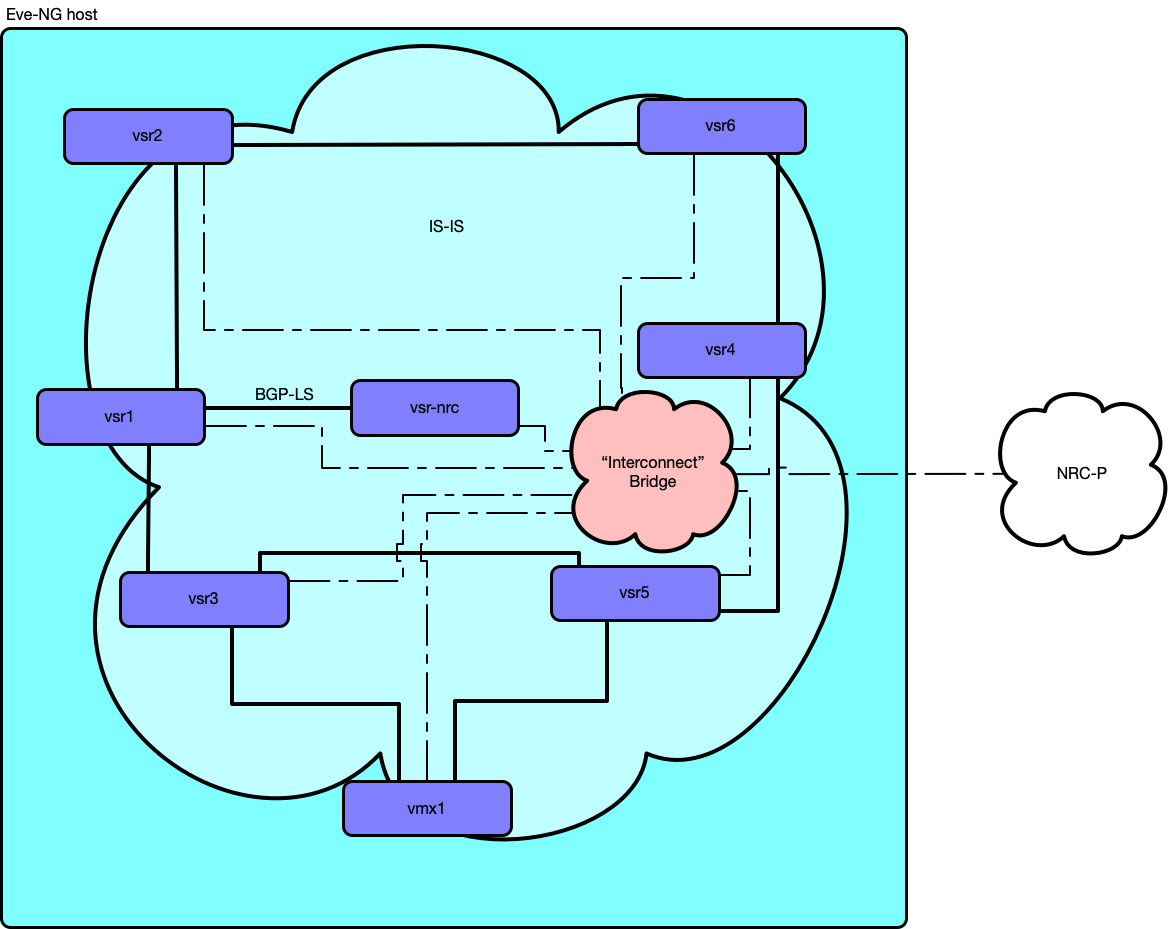 Eve-NG host
vsr2
vsr6
IS-IS
vsr4
BGP-LS
vsr-nrc
vsr1
“Interconnect”
Bridge
NRC-P
vsr5
vsr3
vmx1